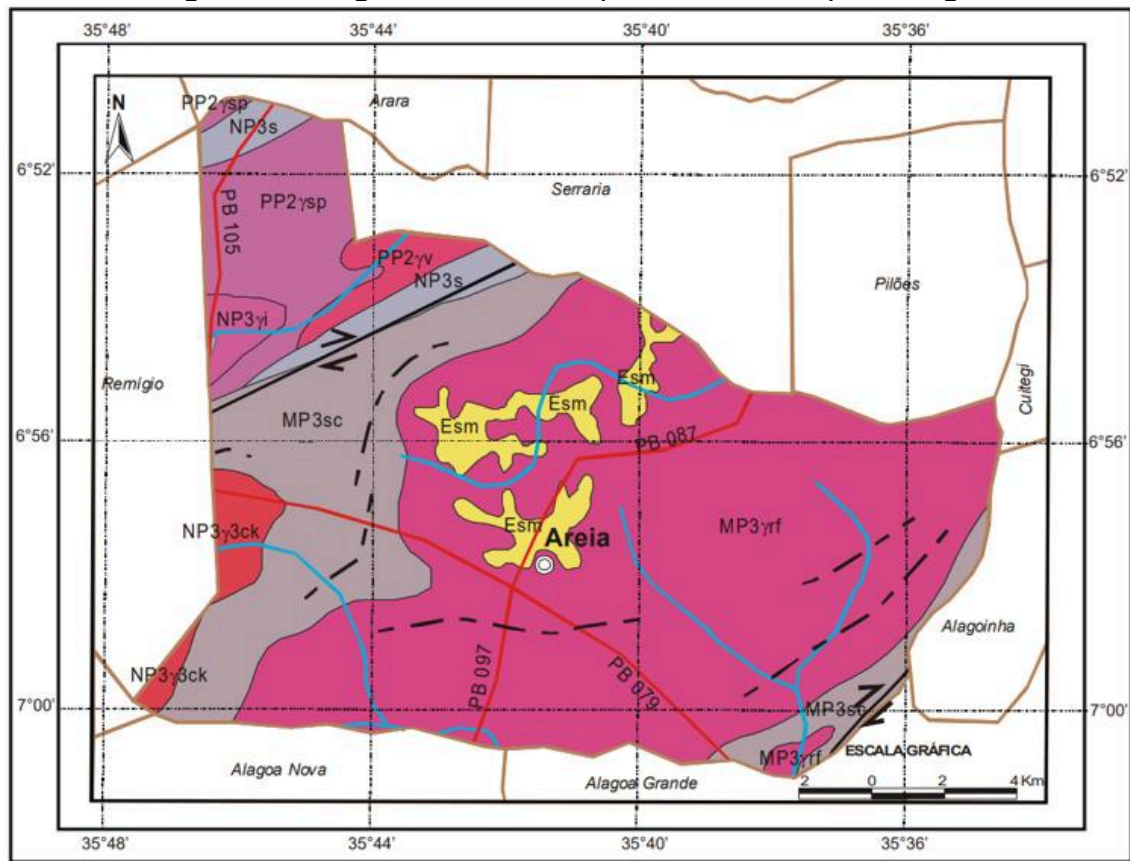 35°48'
35°44'
35°40'
35°36'
N
PP2γsp
NP3s
Arara
6°52'
6°52'
Serraria
PP2γsp
PB 105
PP2γv
NP3s
Pilões
NP3γi
Remígio
Cuitegi
Esm
Esm
Esm
MP3sc
6°56'
6°56'
PB 087
NP3γ3ck
Esm
Areia
MP3γrf
Alagoinha
NP3γ3ck
PB 097
PB 079
7°00'
7°00'
MP3sc
MP3γrf
ESCALA GRÁFICA
Alagoa Nova
Alagoa Grande
2 0 2 4 Km
35°48'
35°44'
35°40'
35°36'